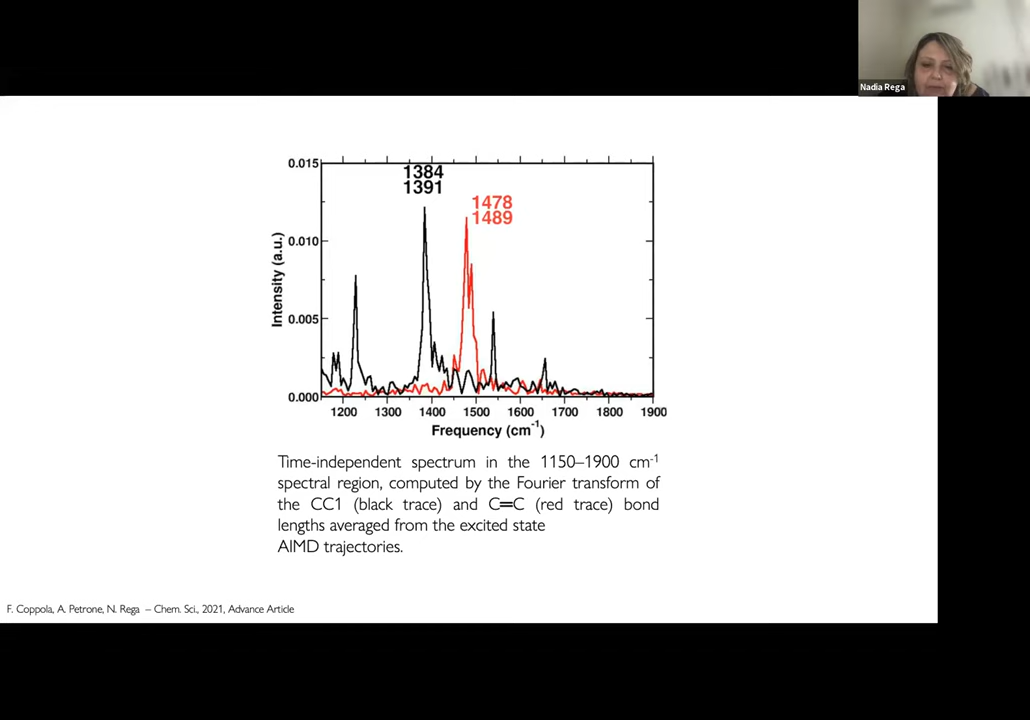 Nadia Rega
0.015
0.010
0.005
0.000
Intensity (a.u.)
1384
1391
1478
1489
1200 1300 1400 1500 1600 1700 1800 1900
Frequency (cm⁻¹)
Time-independent spectrum in the 1150–1900 cm⁻¹
spectral region, computed by the Fourier transform of
the CC1 (black trace) and C=C (red trace) bond
lengths averaged from the excited state
AIMD trajectories.
F. Coppola, A. Petrone, N. Rega – Chem. Sci., 2021, Advance Article